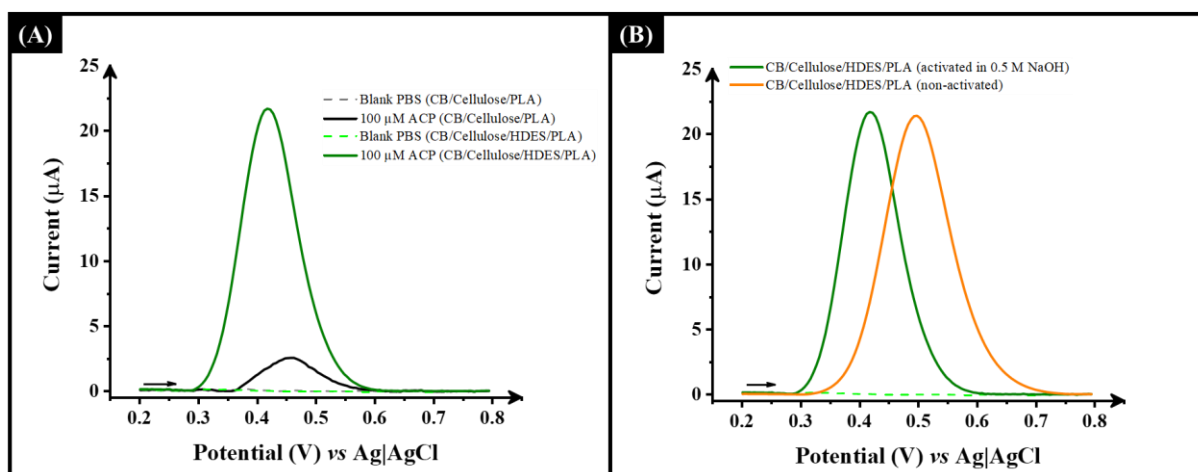 (A)
25
20
15
10
5
0
Current (µA)
Blank PBS (CB/Cellulose/PLA)
100 µM ACP (CB/Cellulose/PLA)
Blank PBS (CB/Cellulose/HDES/PLA)
100 µM ACP (CB/Cellulose/HDES/PLA)
0.2 0.3 0.4 0.5 0.6 0.7 0.8
Potential (V) vs Ag|AgCl
(B)
CB/Cellulose/HDES/PLA (activated in 0.5 M NaOH)
CB/Cellulose/HDES/PLA (non-activated)
25
20
15
10
5
0
Current (µA)
0.2 0.3 0.4 0.5 0.6 0.7 0.8
Potential (V) vs Ag|AgCl